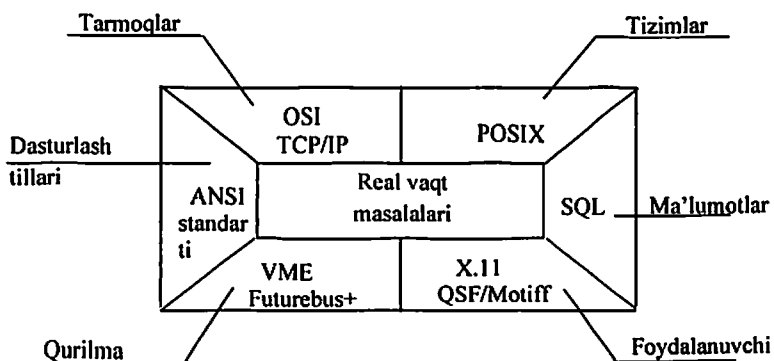 Tarmoqlar
Tizimlar
OSI
TCP/IP
POSIX
Dasturlash
tillari
ANSI
standar
ti
Real vaqt
masalalari
SQL
Ma'lumotlar
VME
Futurebus+
X.11
QSF/Motiff
Qurilma
Foydalanuvchi